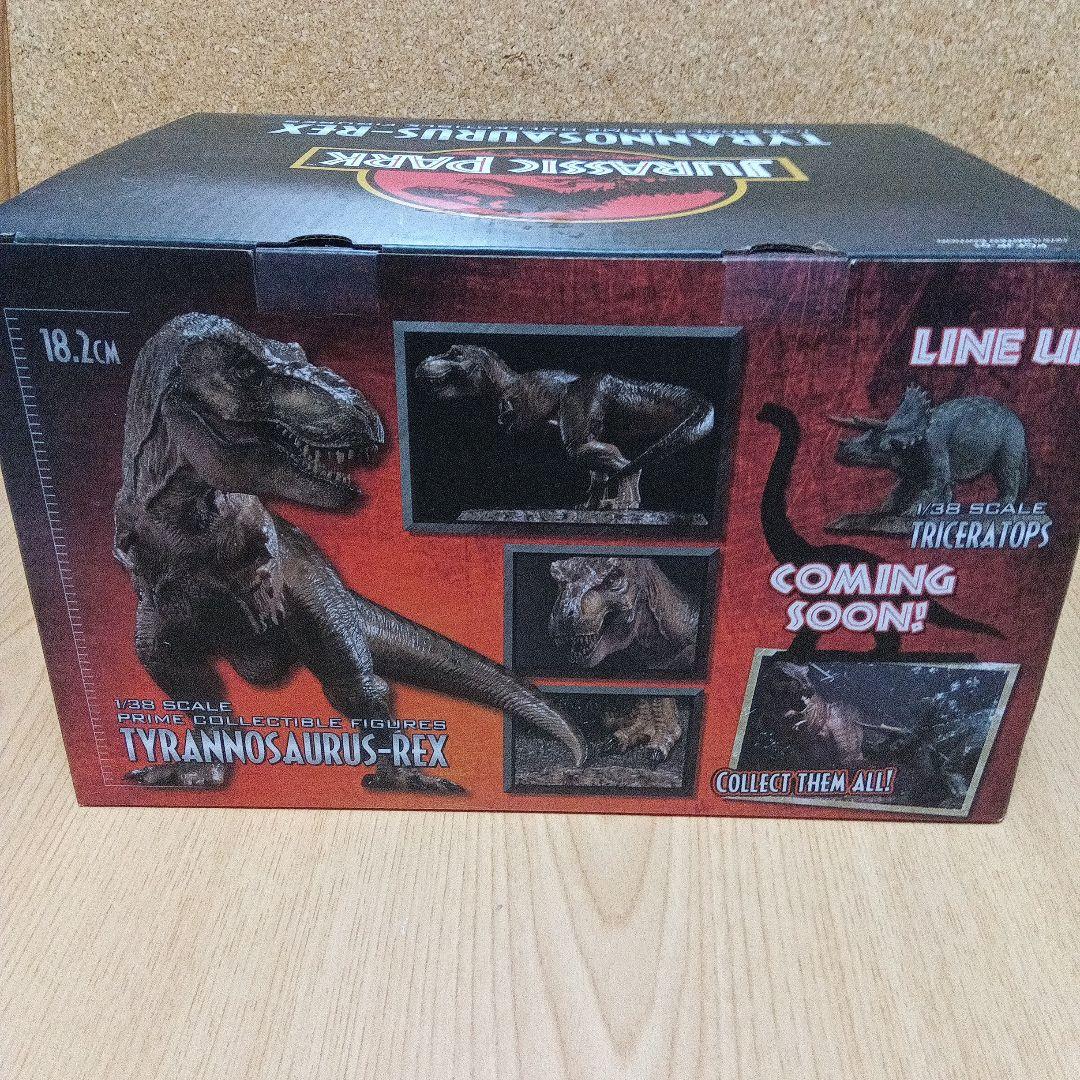 JURASSIC PARK
TYRANNOSAURUS-REX
18.2CM
1/38 SCALE
PRIME COLLECTIBLE FIGURES
TYRANNOSAURUS-REX
LINE U
1/38 SCALE
TRICERATOPS
COMING
SOON!
COLLECT THEM ALL!